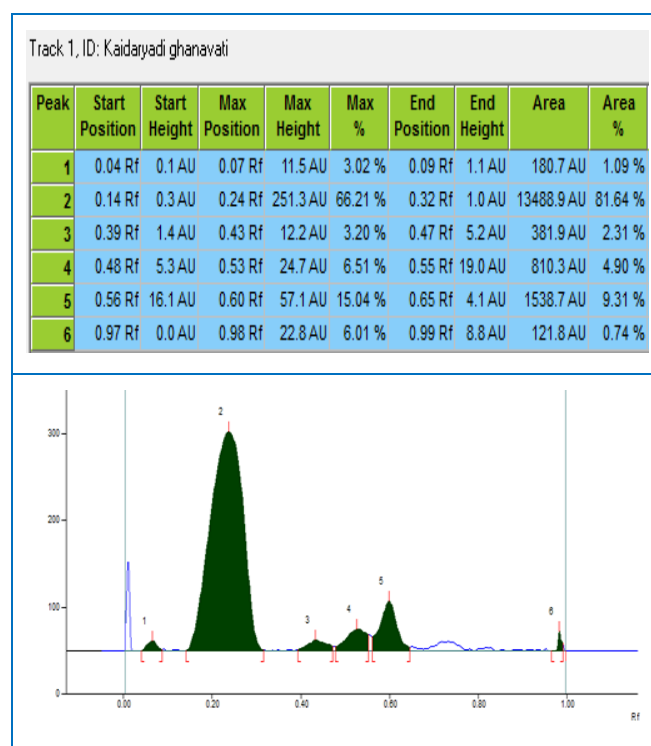 Track 1, ID: Kaidaryadi ghanavati
Peak Start Position Start Height Max Position Max Height Max % End Position End Height Area Area %
1 0.04 Rf 0.1 AU 0.07 Rf 11.5 AU 3.02 % 0.09 Rf 1.1 AU 180.7 AU 1.09 %
2 0.14 Rf 0.3 AU 0.24 Rf 251.3 AU 66.21 % 0.32 Rf 1.0 AU 13488.9 AU 81.64 %
3 0.39 Rf 1.4 AU 0.43 Rf 12.2 AU 3.20 % 0.47 Rf 5.2 AU 381.9 AU 2.31 %
4 0.48 Rf 5.3 AU 0.53 Rf 24.7 AU 6.51 % 0.55 Rf 19.0 AU 810.3 AU 4.90 %
5 0.56 Rf 16.1 AU 0.60 Rf 57.1 AU 15.04 % 0.65 Rf 4.1 AU 1538.7 AU 9.31 %
6 0.97 Rf 0.0 AU 0.98 Rf 22.8 AU 6.01 % 0.99 Rf 8.8 AU 121.8 AU 0.74 %
2
300
200
5
100
1 3 4 6
0
0.00 0.20 0.40 0.60 0.80 1.00
Rf